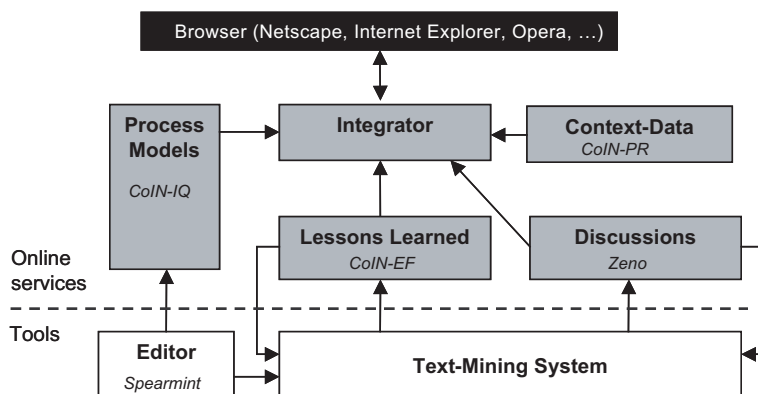 Browser (Netscape, Internet Explorer, Opera, …)
Process
Models
CoIN-IQ
Integrator
Context-Data
CoIN-PR
Lessons Learned
CoIN-EF
Discussions
Zeno
Online
services
Tools
Editor
Spearmint
Text-Mining System